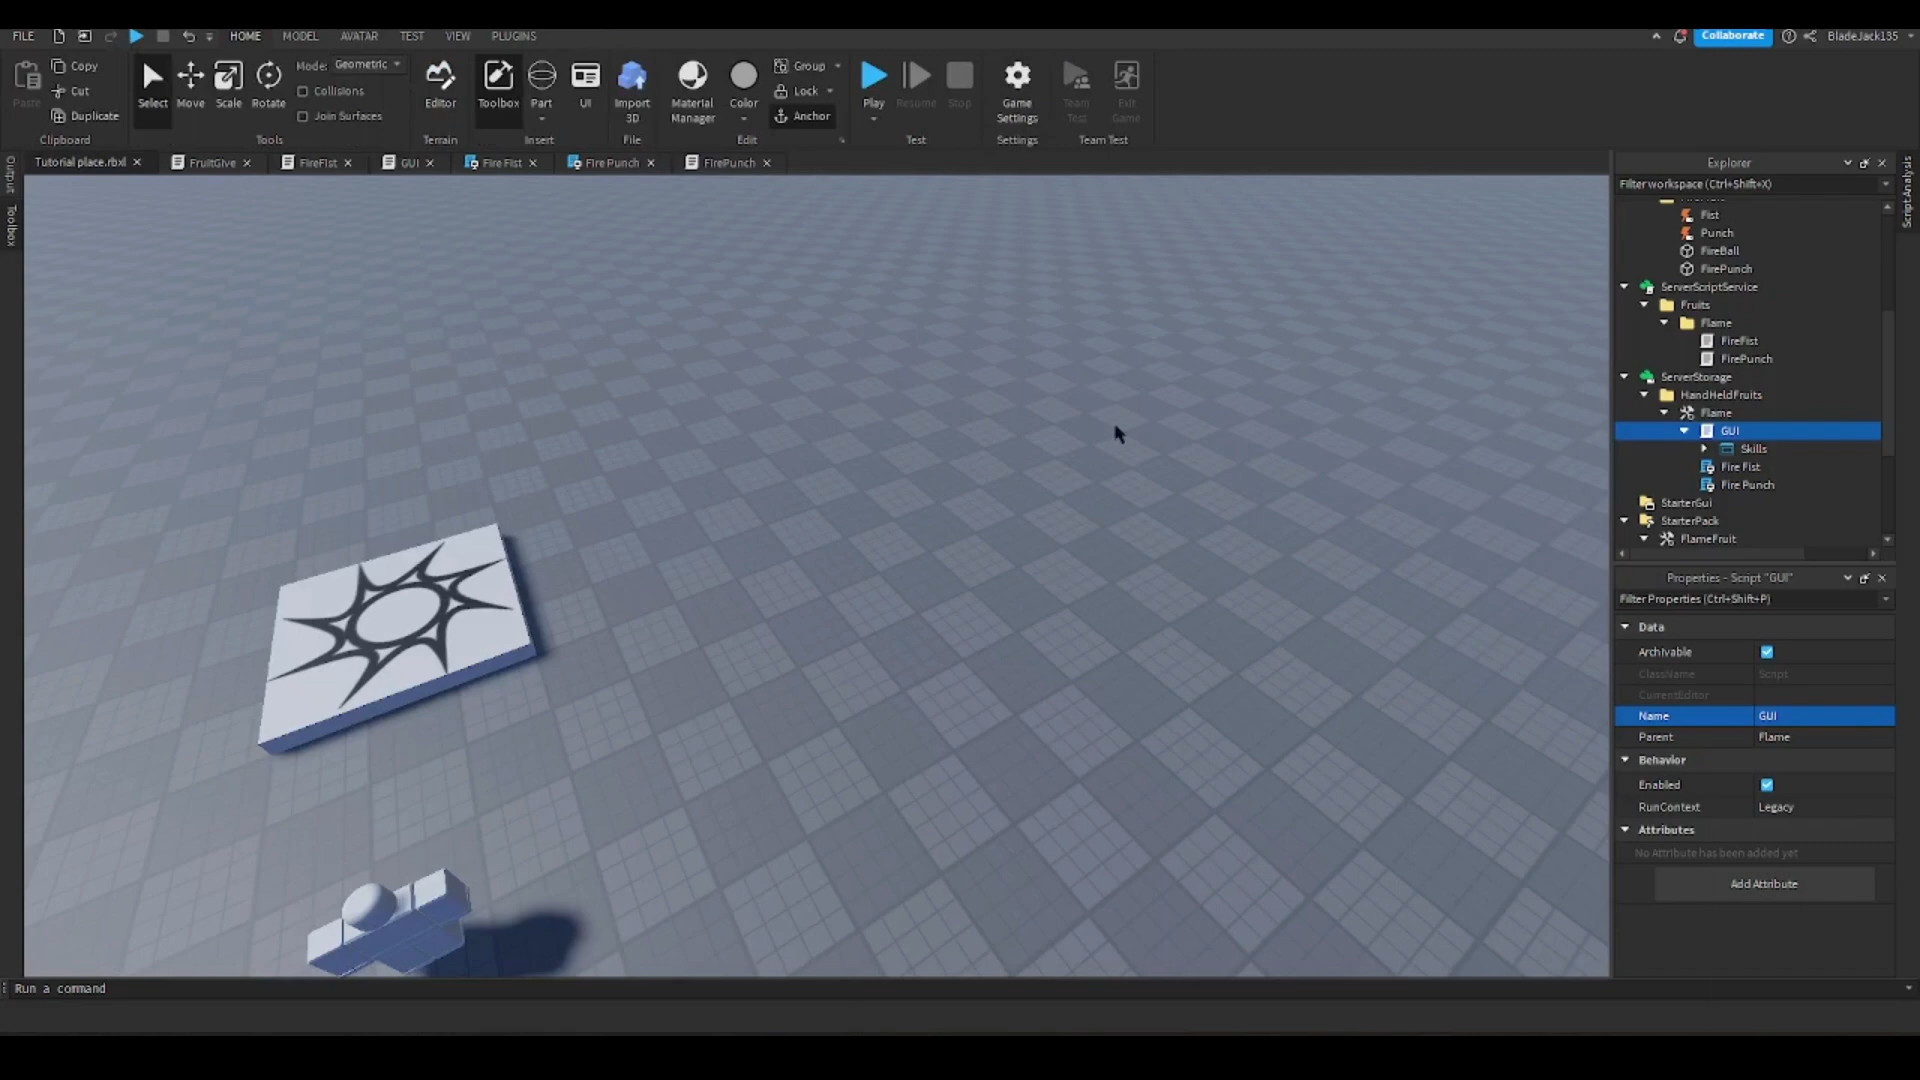 FILE HOME MODEL AVATAR TEST VIEW PLUGINS Collaborate BladeJack135
Copy
Cut
Duplicate
Paste
Clipboard
Select Move Scale Rotate
Mode: Geometric
Collisions
Join Surfaces
Tools
Editor
Terrain
Toolbox Part UI
Insert
Import
3D
File
Material
Manager
Color
Group
Lock
Anchor
Edit
Play Resume Stop
Test
Game
Settings
Settings
Team
Test
Exit
Game
Team Test
Tutorial place.rbxl FruitGive FireFist GUI Fire Fist Fire Punch FirePunch
Output
Toolbox
Explorer
Filter workspace (Ctrl+Shift+X)
Fist
Punch
FireBall
FirePunch
ServerScriptService
Fruits
Flame
FireFist
FirePunch
ServerStorage
HandHeldFruits
Flame
GUI
Skills
Fire Fist
Fire Punch
StarterGui
StarterPack
FlameFruit
Script Analysis
Properties - Script "GUI"
Filter Properties (Ctrl+Shift+P)
Data
Archivable
ClassName Script
CurrentEditor
Name GUI
Parent Flame
Behavior
Enabled
RunContext Legacy
Attributes
No Attribute has been added yet
Add Attribute
Run a command